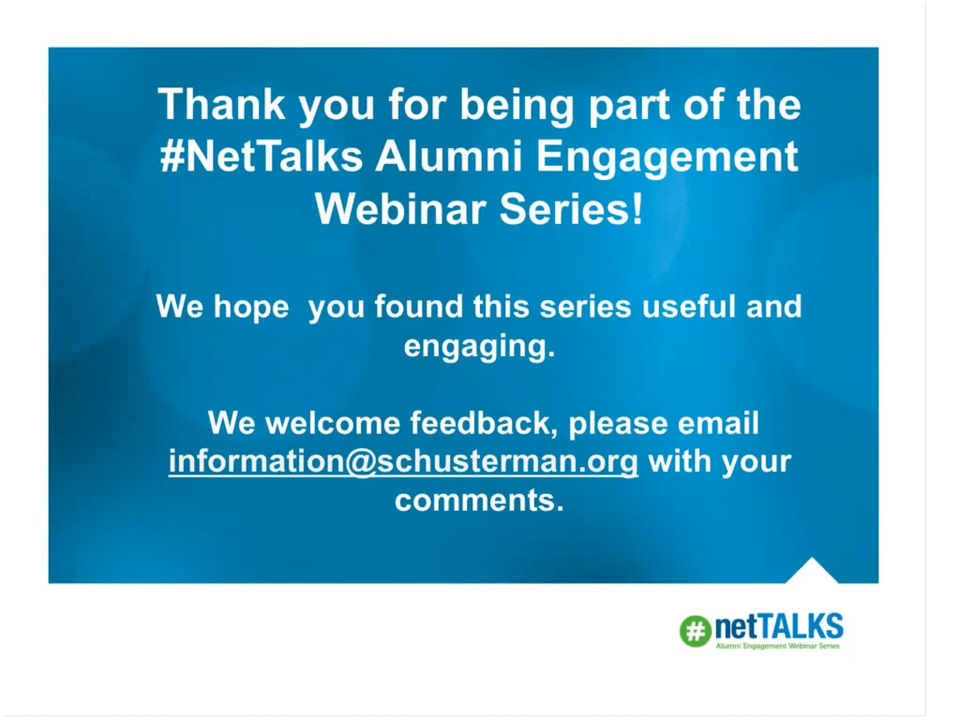 Thank you for being part of the
#NetTalks Alumni Engagement
Webinar Series!
We hope  you found this series useful and
engaging.
We welcome feedback, please email
information@schusterman.org with your
comments.
# netTALKS
Alumni Engagement Webinar Series